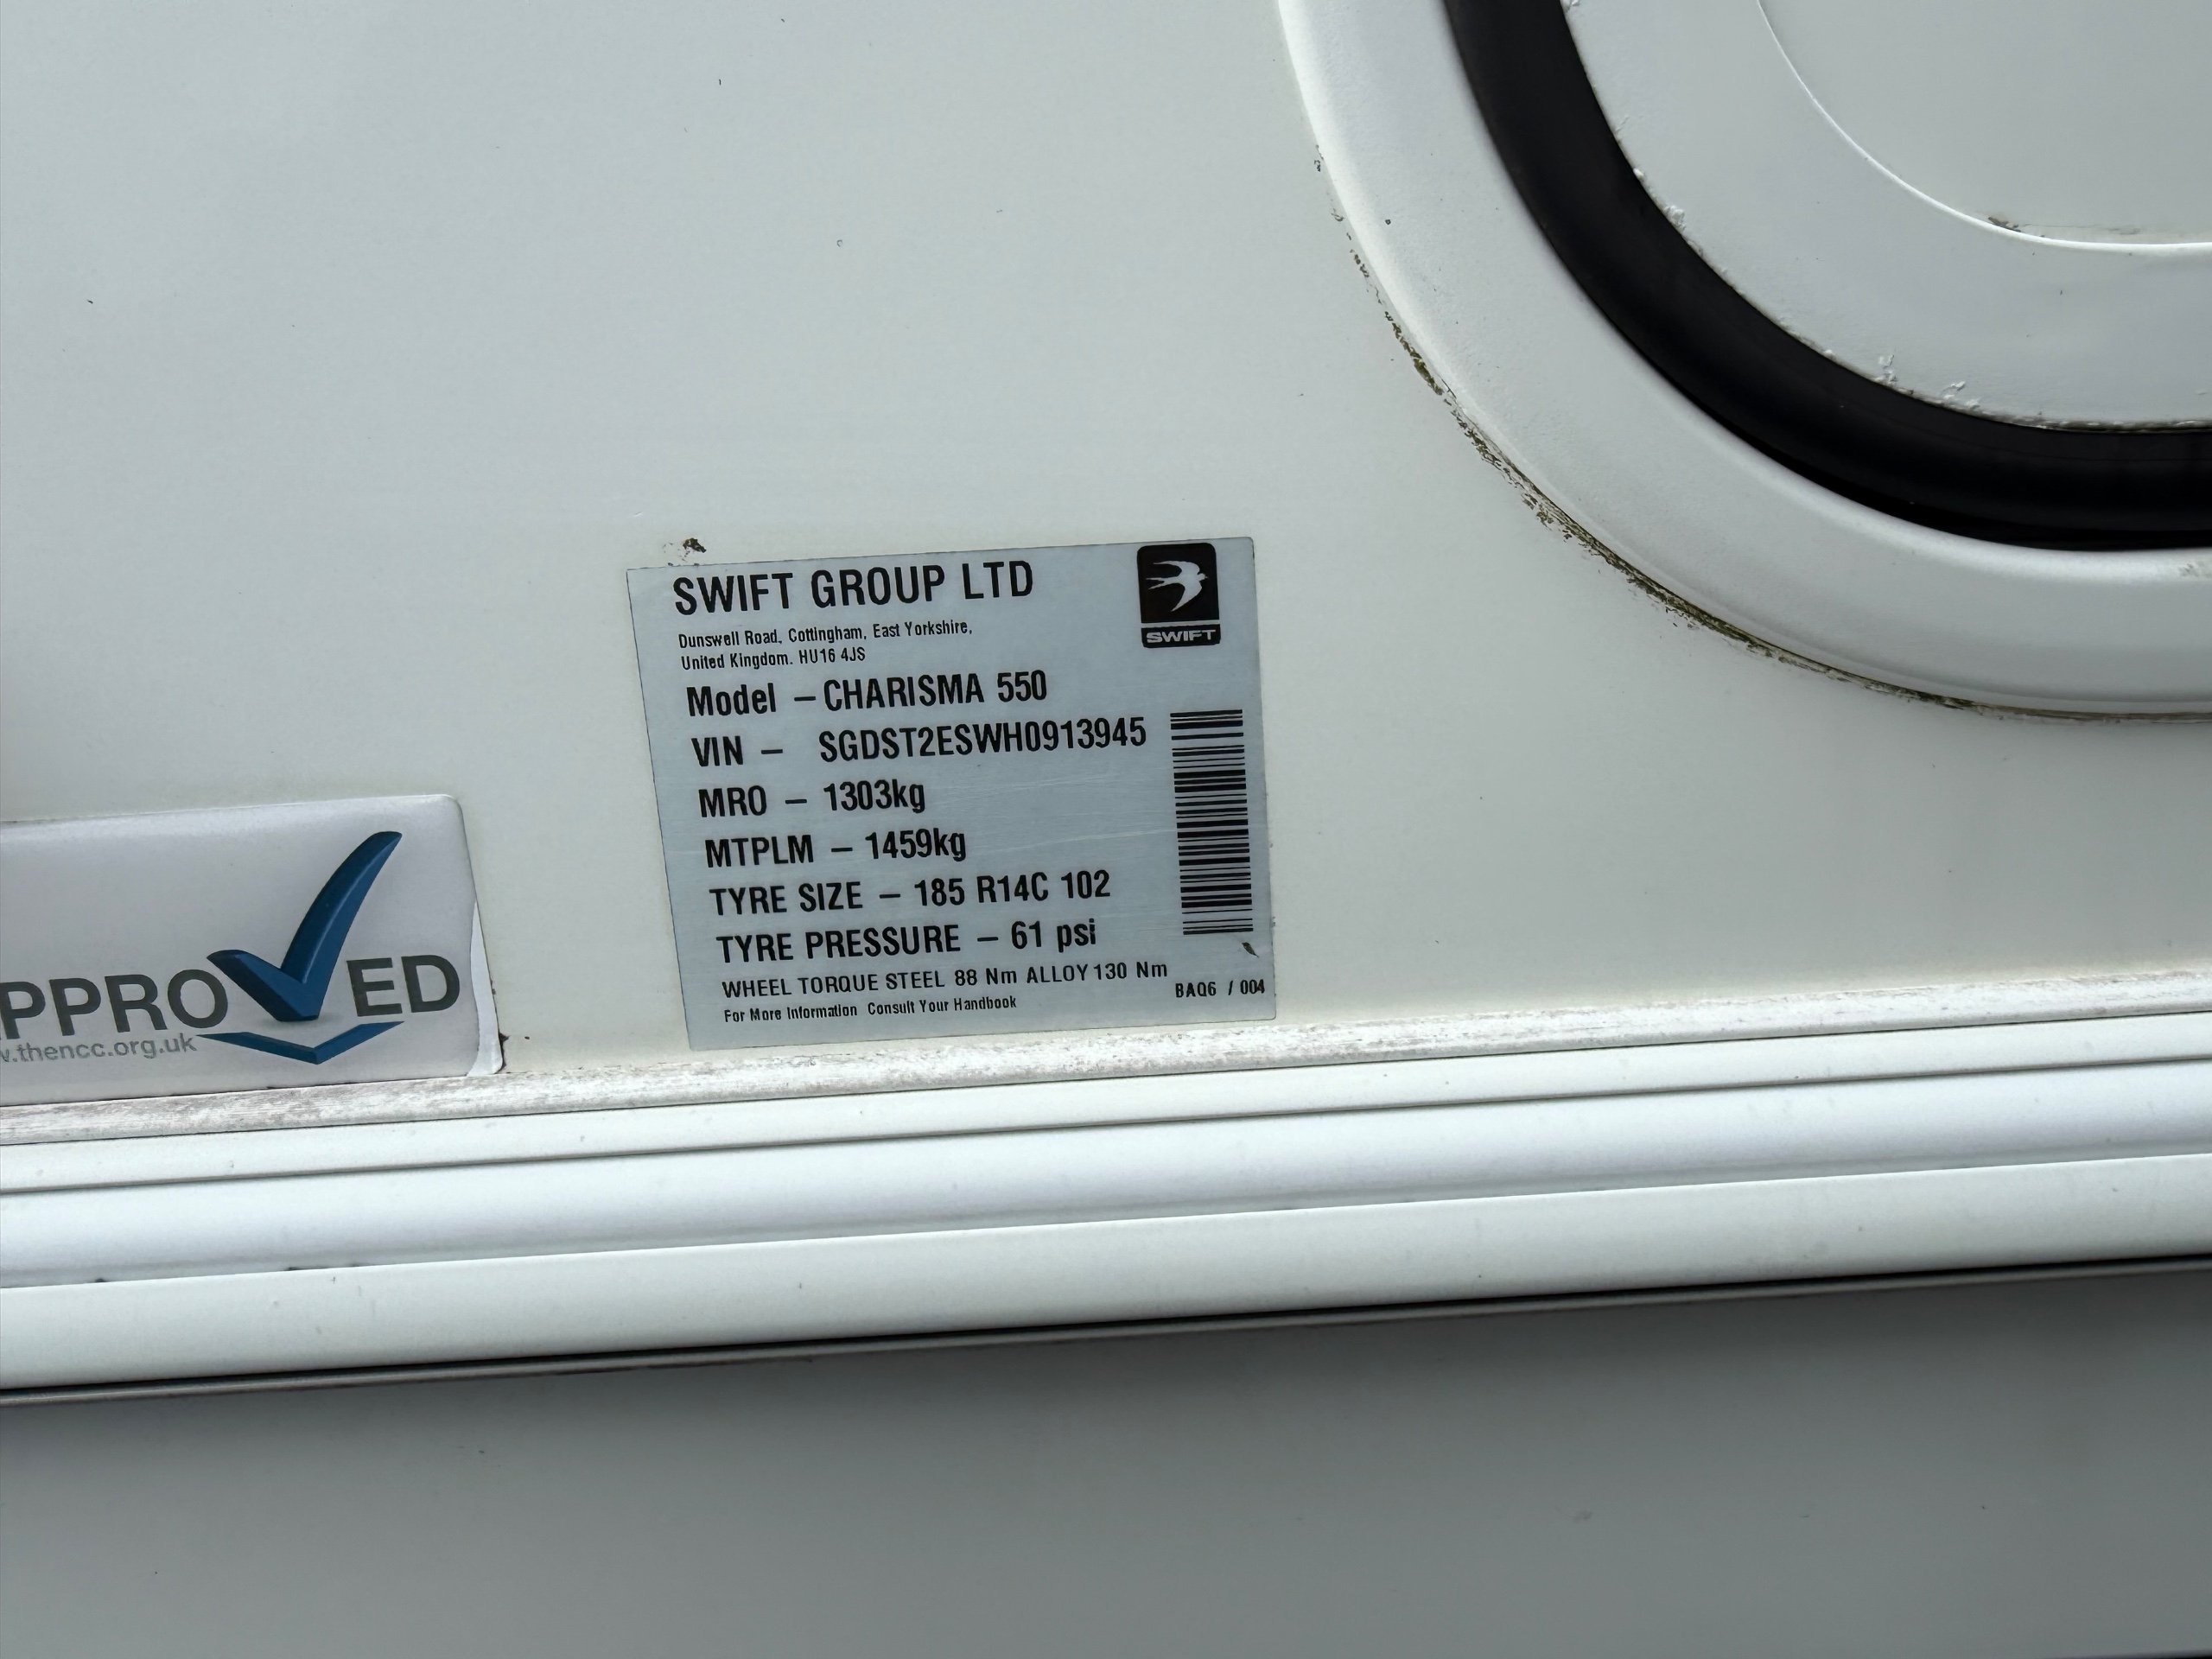 SWIFT GROUP LTD
SWIFT
Dunswell Road, Cottingham, East Yorkshire,
United Kingdom. HU16 4JS
Model – CHARISMA 550
VIN – SGDST2ESWH0913945
MRO – 1303kg
MTPLM – 1459kg
TYRE SIZE – 185 R14C 102
TYRE PRESSURE – 61 psi
WHEEL TORQUE STEEL 88 Nm ALLOY 130 Nm
BAQ6 / 004
For More Information Consult Your Handbook
PPROVED
w.thencc.org.uk